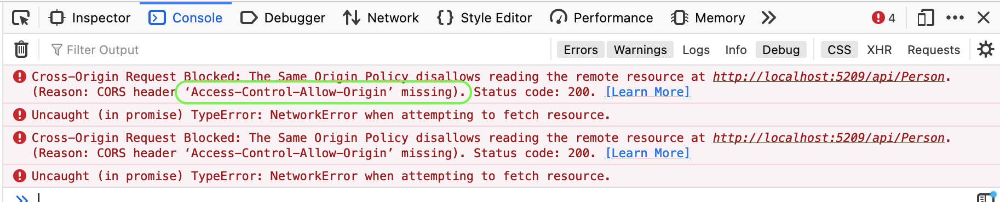 Inspector Console Debugger Network Style Editor Performance Memory 4
Filter Output Errors Warnings Logs Info Debug CSS XHR Requests
Cross-Origin Request Blocked: The Same Origin Policy disallows reading the remote resource at http://localhost:5209/api/Person.
(Reason: CORS header ‘Access-Control-Allow-Origin’ missing). Status code: 200. [Learn More]
Uncaught (in promise) TypeError: NetworkError when attempting to fetch resource.
Cross-Origin Request Blocked: The Same Origin Policy disallows reading the remote resource at http://localhost:5209/api/Person.
(Reason: CORS header ‘Access-Control-Allow-Origin’ missing). Status code: 200. [Learn More]
Uncaught (in promise) TypeError: NetworkError when attempting to fetch resource.